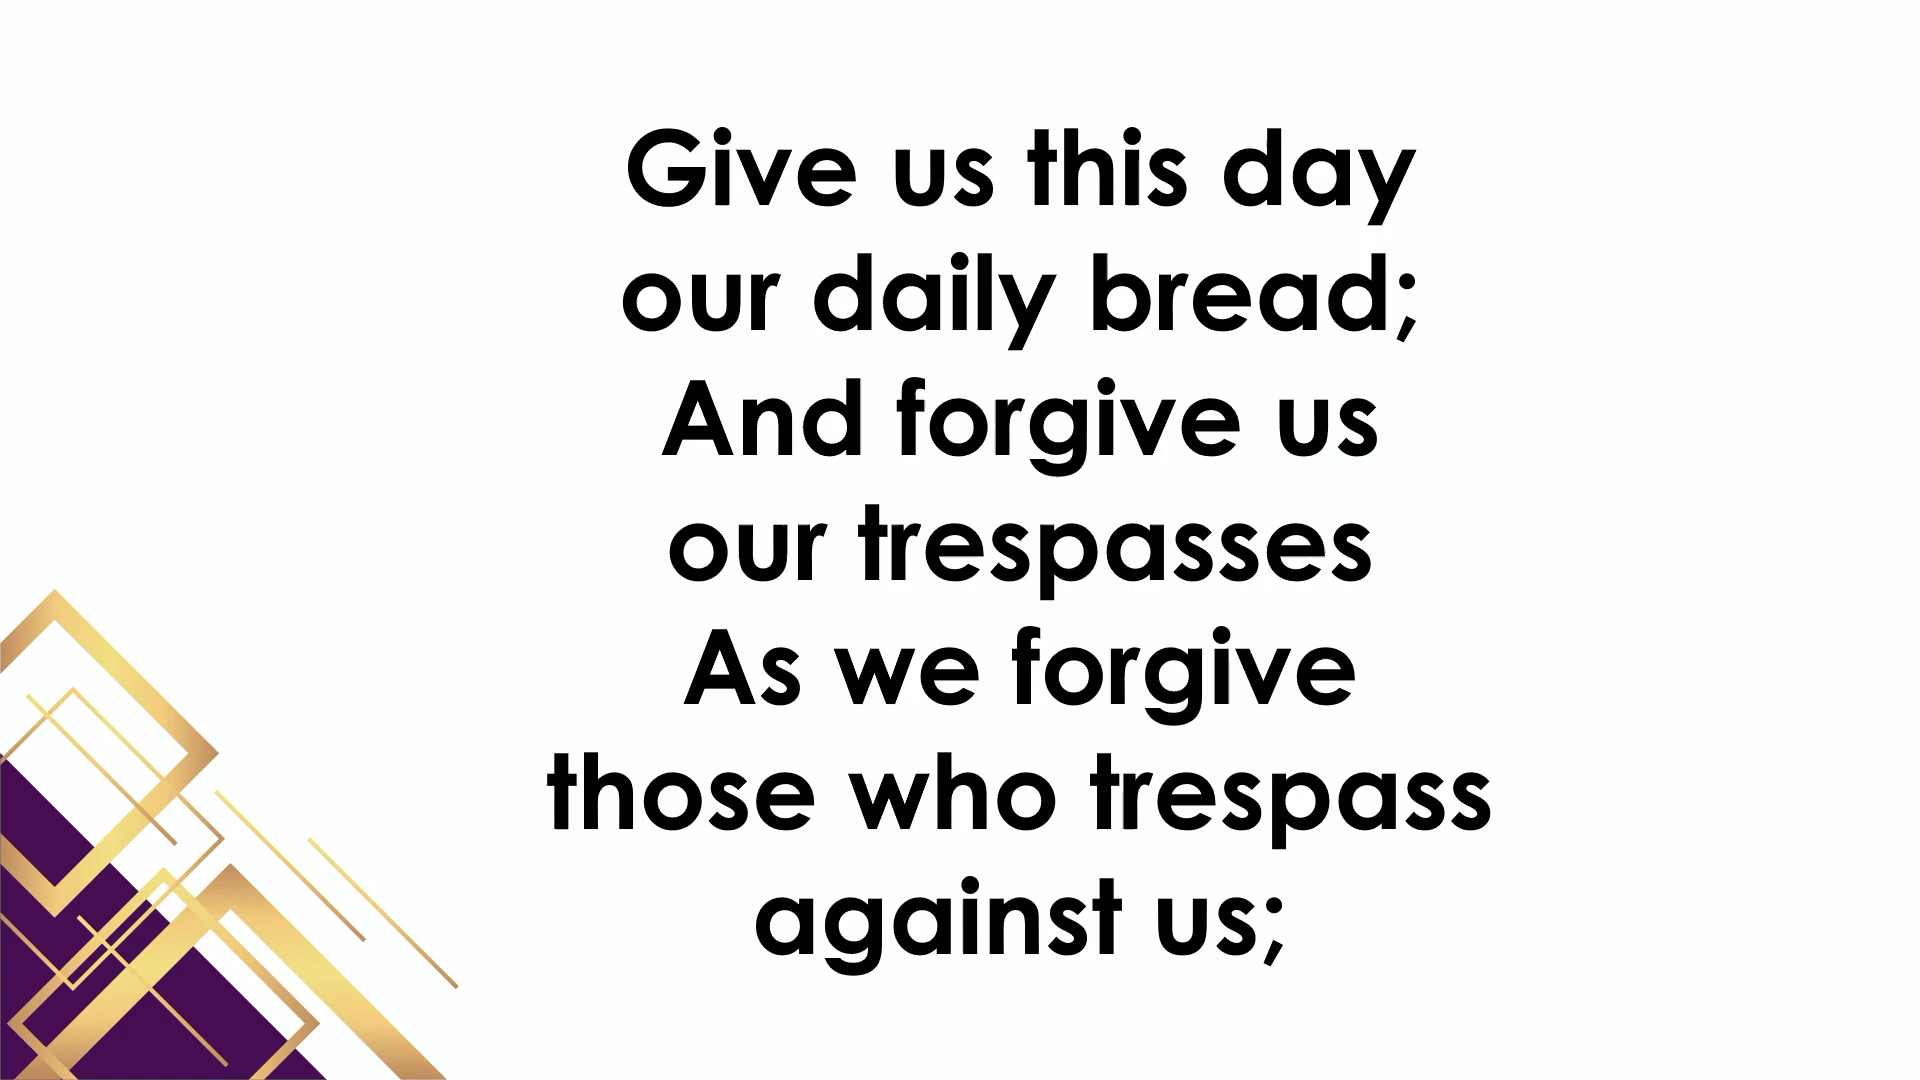 Give us this day
our daily bread;
And forgive us
our trespasses
As we forgive
those who trespass
against us;